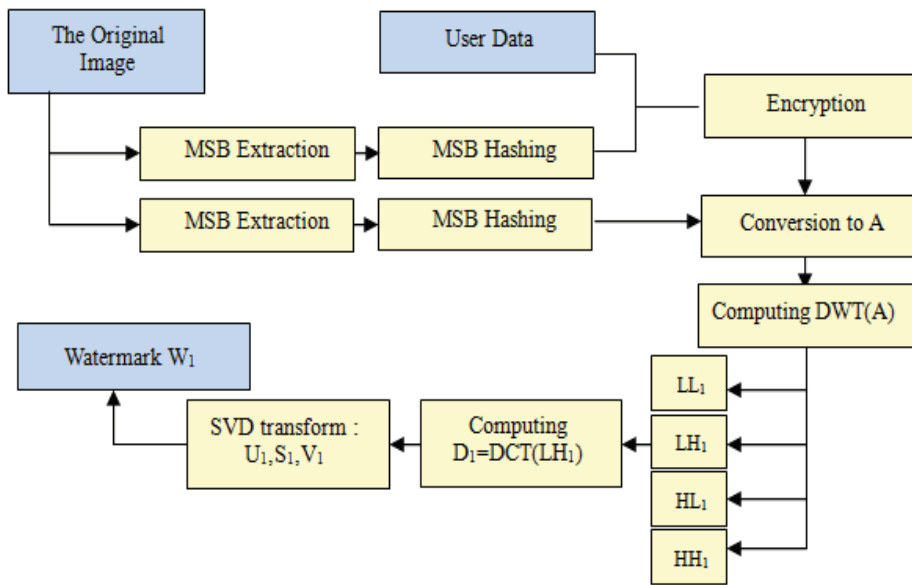 The Original
Image
User Data
Encryption
MSB Extraction
MSB Hashing
MSB Extraction
MSB Hashing
Conversion to A
Computing DWT(A)
Watermark W₁
LL₁
SVD transform :
U₁,S₁,V₁
Computing
D₁=DCT(LH₁)
LH₁
HL₁
HH₁